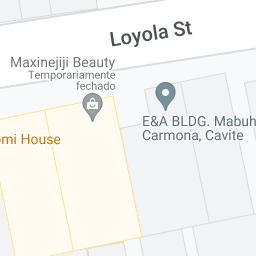 Loyola St
Maxinejiji Beauty
Temporariamente
fechado
E&A BLDG. Mabuh
Carmona, Cavite
omi House